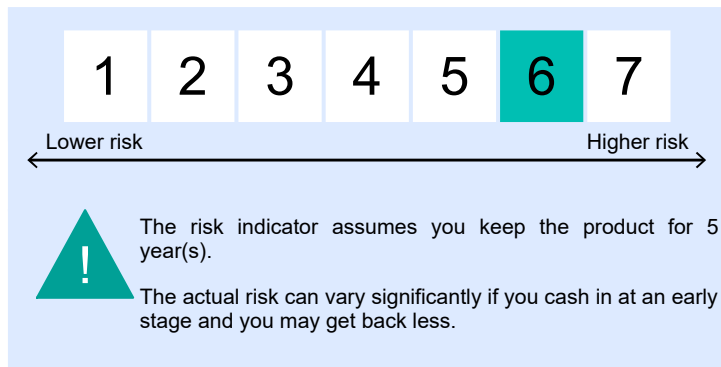 1 2 3 4 5 6 7
Lower risk Higher risk
!
The risk indicator assumes you keep the product for 5
year(s).
The actual risk can vary significantly if you cash in at an early
stage and you may get back less.